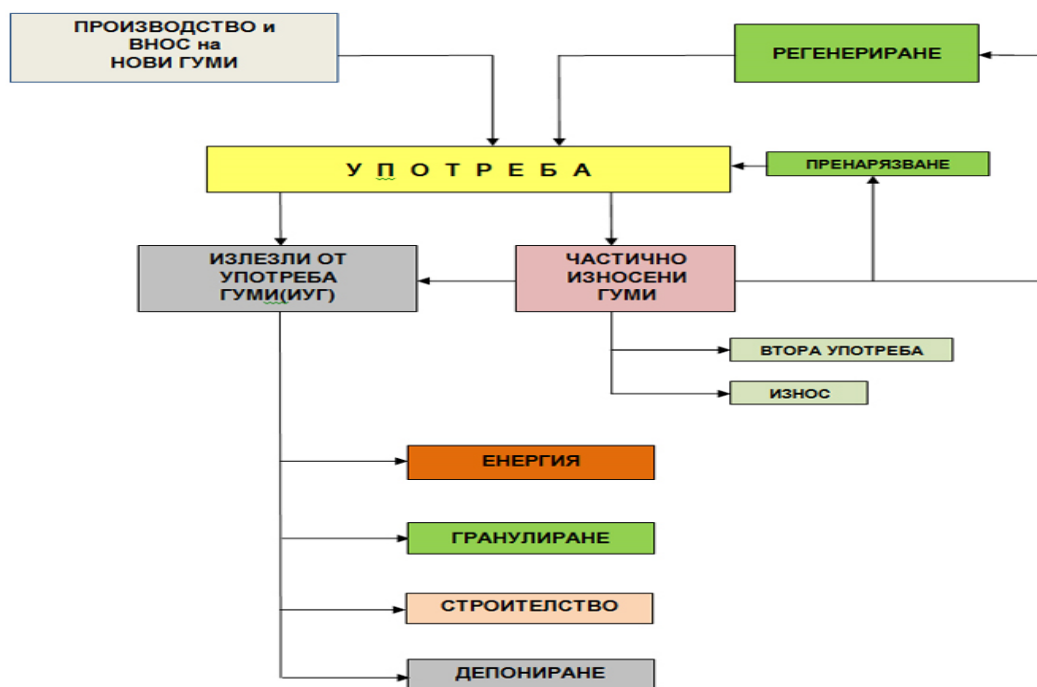 ПРОИЗВОДСТВО и
ВНОС на
НОВИ ГУМИ
РЕГЕНЕРИРАНЕ
У П О Т Р Е Б А
ПРЕНАРЯЗВАНЕ
ИЗЛЕЗЛИ ОТ
УПОТРЕБА
ГУМИ(ИУГ)
ЧАСТИЧНО
ИЗНОСЕНИ
ГУМИ
ВТОРА УПОТРЕБА
ИЗНОС
ЕНЕРГИЯ
ГРАНУЛИРАНЕ
СТРОИТЕЛСТВО
ДЕПОНИРАНЕ